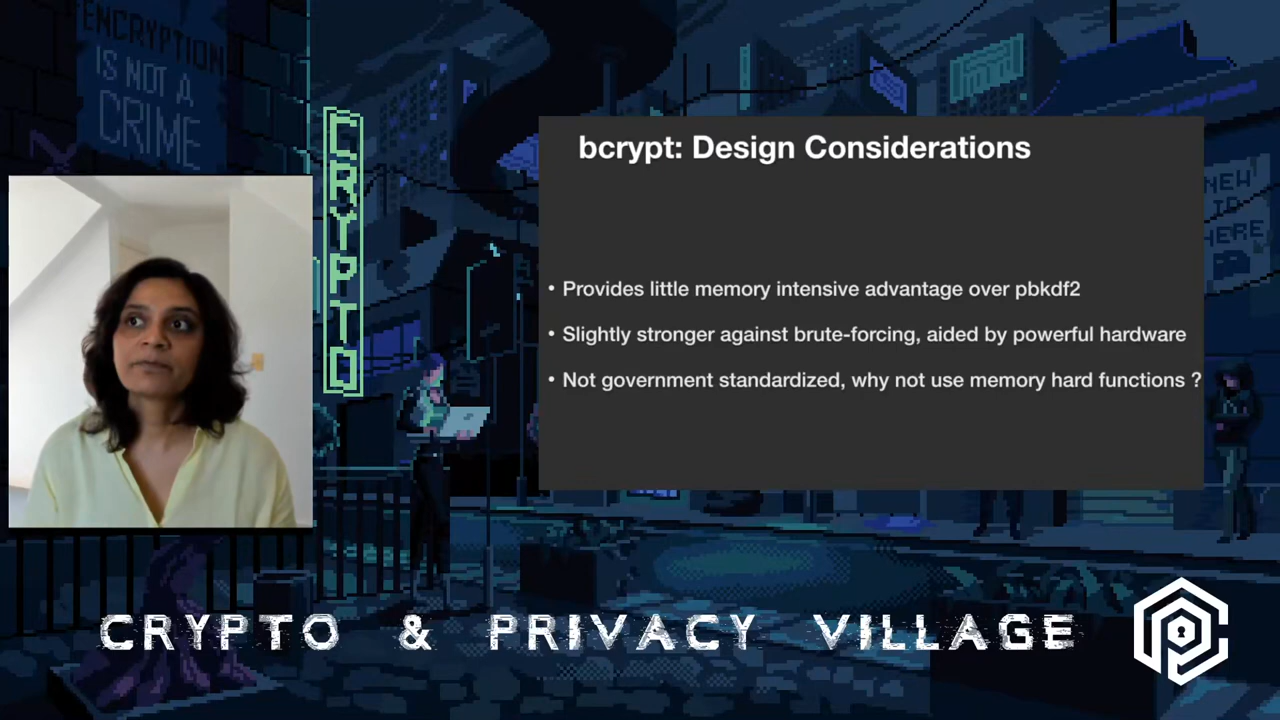 ENCRYPTION
IS NOT A
CRIME
CRYPTO
bcrypt: Design Considerations
• Provides little memory intensive advantage over pbkdf2
• Slightly stronger against brute-forcing, aided by powerful hardware
• Not government standardized, why not use memory hard functions ?
NEW
ID
HERE
CRYPTO & PRIVACY VILLAGE